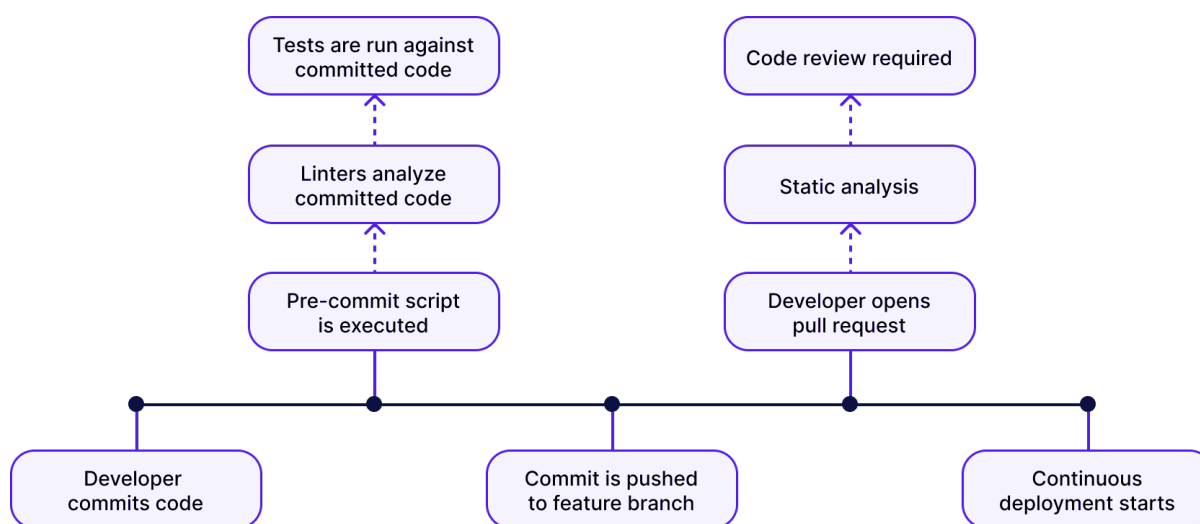 Tests are run against
committed code
Code review required
Linters analyze
committed code
Static analysis
Pre-commit script
is executed
Developer opens
pull request
Developer
commits code
Commit is pushed
to feature branch
Continuous
deployment starts